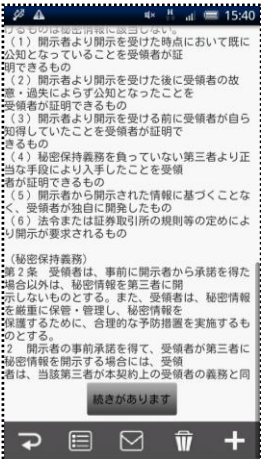 15:40
けるものは秘密情報に該当しない。
(1)開示者より開示を受けた時点において既に
公知となっていることを受領者が証
明できるもの
(2)開示者より開示を受けた後に受領者の故
意・過失によらず公知となったことを
受領者が証明できるもの
(3)開示者より開示を受ける前に受領者が自ら
知得していたことを受領者が証明で
きるもの
(4)秘密保持義務を負っていない第三者より正
当な手段により入手したことを受領
者が証明できるもの
(5)開示者から開示された情報に基づくことな
く、受領者が独自に開発したもの
(6)法令または証券取引所の規則等の定めによ
り開示が要求されるもの
(秘密保持義務)
第2条 受領者は、事前に開示者から承諾を得た
場合以外は、秘密情報を第三者に開
示しないものとする。また、受領者は、秘密情報
を厳重に保管・管理し、秘密情報を
保護するために、合理的な予防措置を実施するも
のとする。
2 開示者の事前承諾を得て、受領者が第三者に
秘密情報を開示する場合には、受領
者は、当該第三者が本契約上の受領者の義務と同
続きがあります